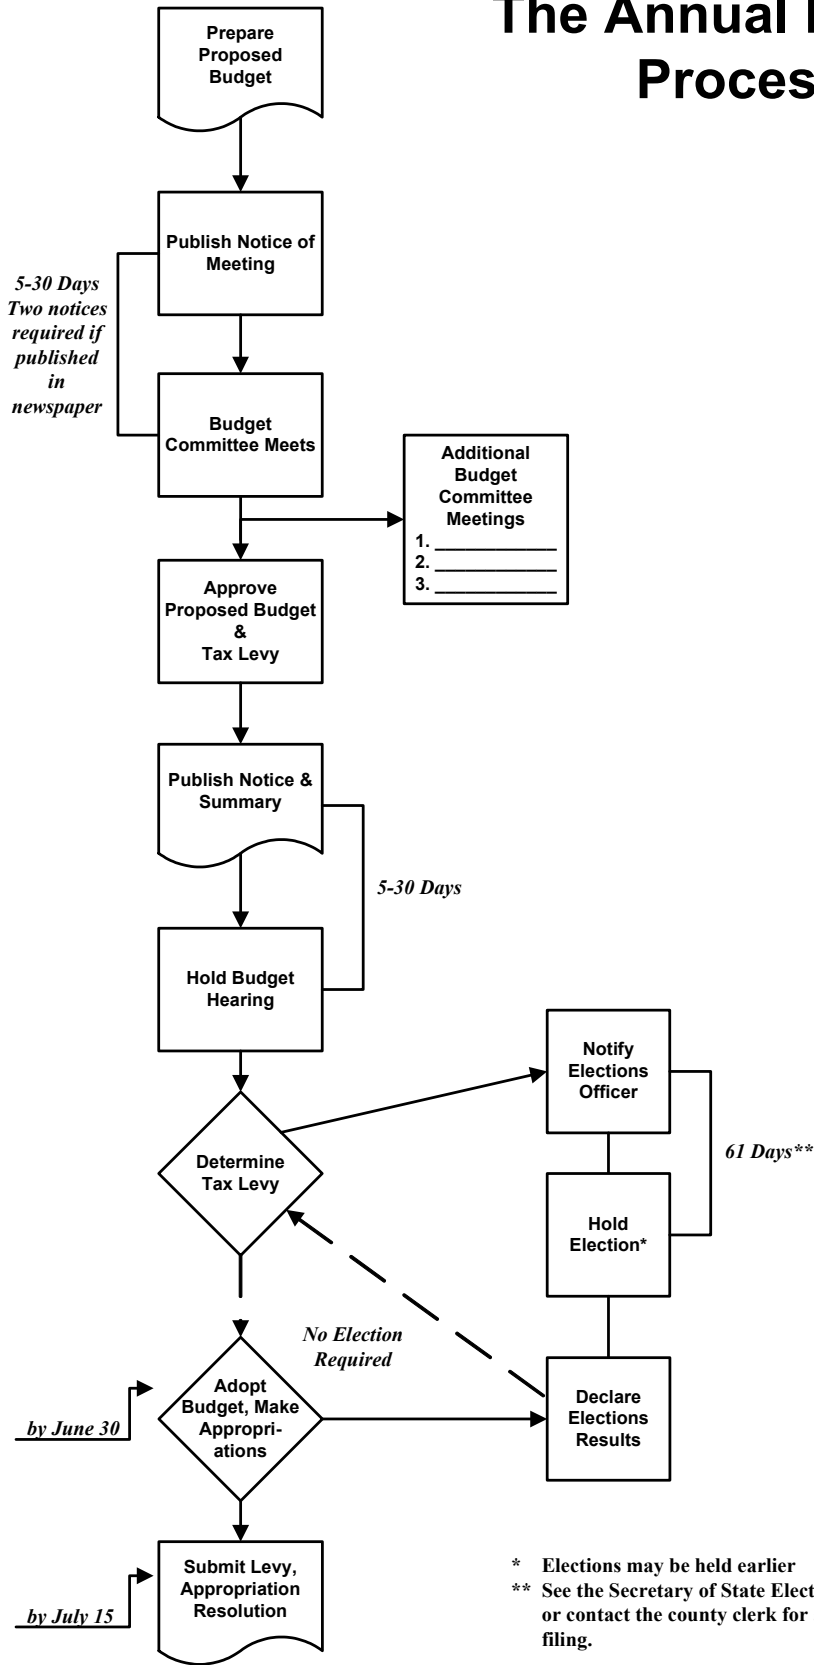 The Annual
Proces
Prepare
Proposed
Budget
Publish Notice of
Meeting
5-30 Days
Two notices
required if
published
in
newspaper
Budget
Committee Meets
Additional
Budget
Committee
Meetings
1. ____________
2. ____________
3. ____________
Approve
Proposed Budget
&
Tax Levy
Publish Notice &
Summary
5-30 Days
Hold Budget
Hearing
Notify
Elections
Officer
61 Days**
Determine
Tax Levy
Hold
Election*
No Election
Required
Adopt
Budget, Make
Appropri-
ations
by June 30
Declare
Elections
Results
Submit Levy,
Appropriation
Resolution
by July 15
* Elections may be held earlier
** See the Secretary of State Elect
or contact the county clerk for
filing.